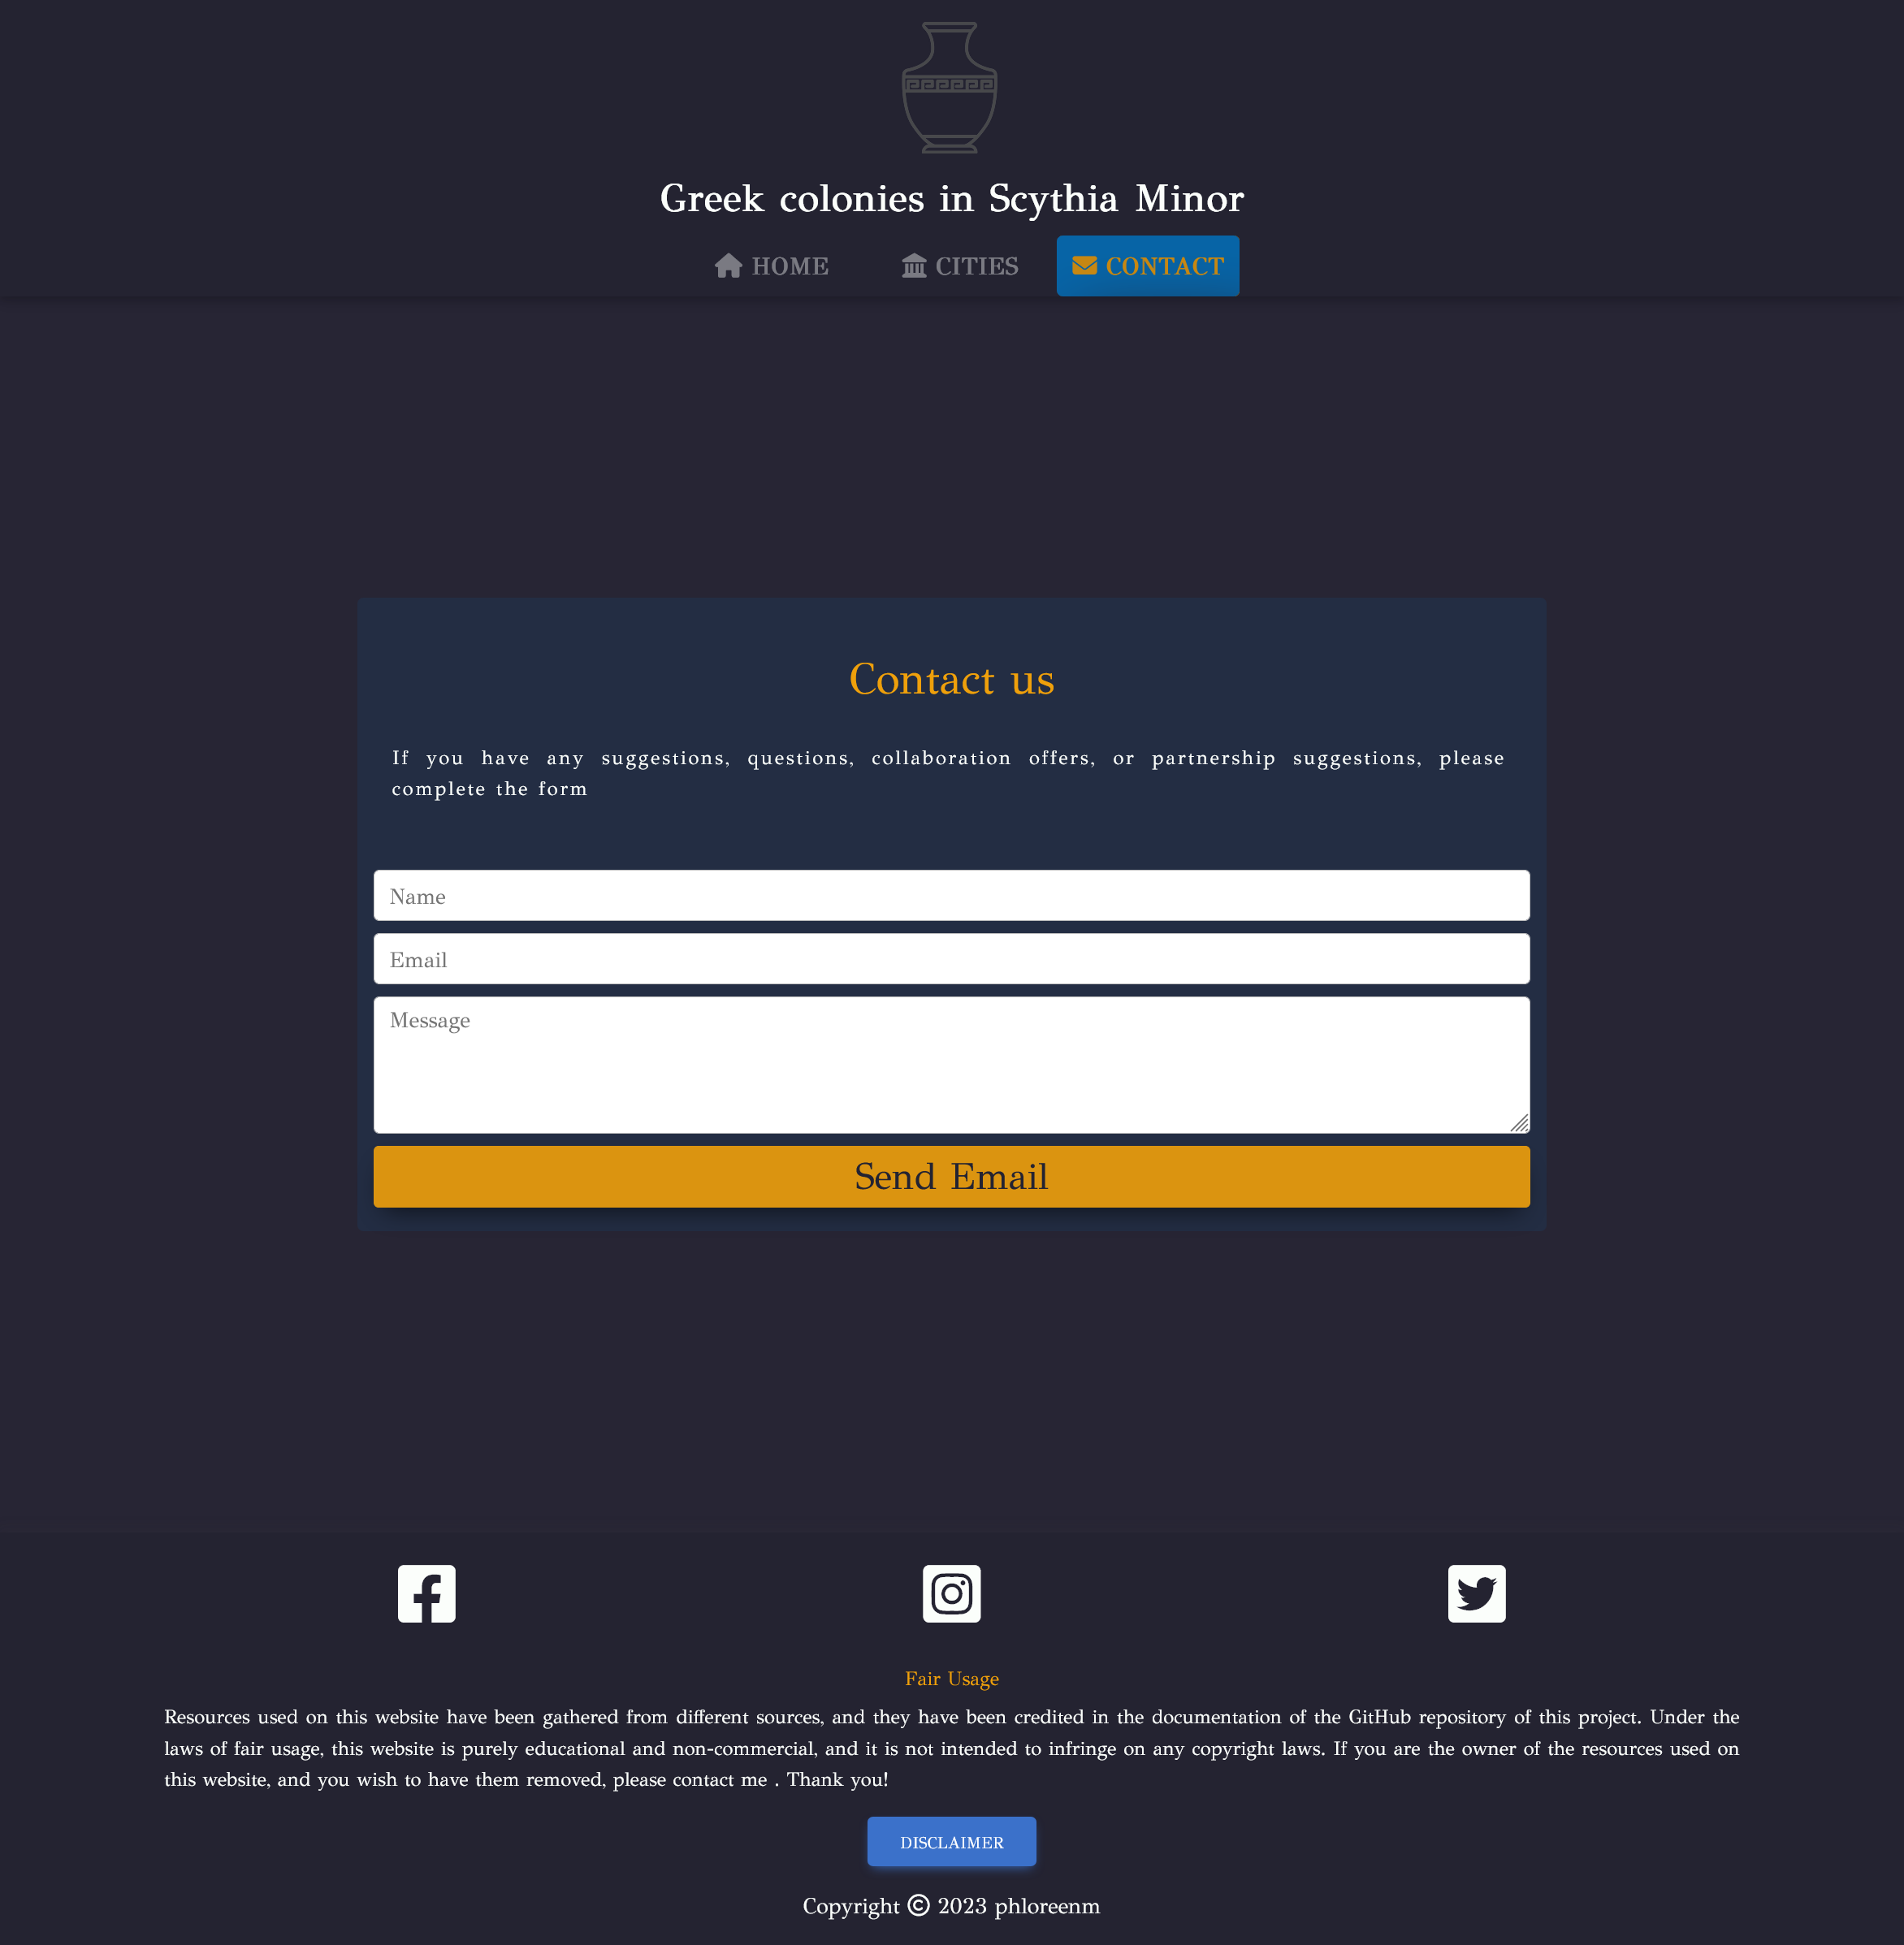 Greek colonies in Scythia Minor
HOME CITIES CONTACT
Contact us
If you have any suggestions, questions, collaboration offers, or partnership suggestions, please
complete the form
Name
Email
Message
Send Email
Fair Usage
Resources used on this website have been gathered from different sources, and they have been credited in the documentation of the GitHub repository of this project. Under the
laws of fair usage, this website is purely educational and non-commercial, and it is not intended to infringe on any copyright laws. If you are the owner of the resources used on
this website, and you wish to have them removed, please contact me . Thank you!
DISCLAIMER
Copyright © 2023 phloreenm